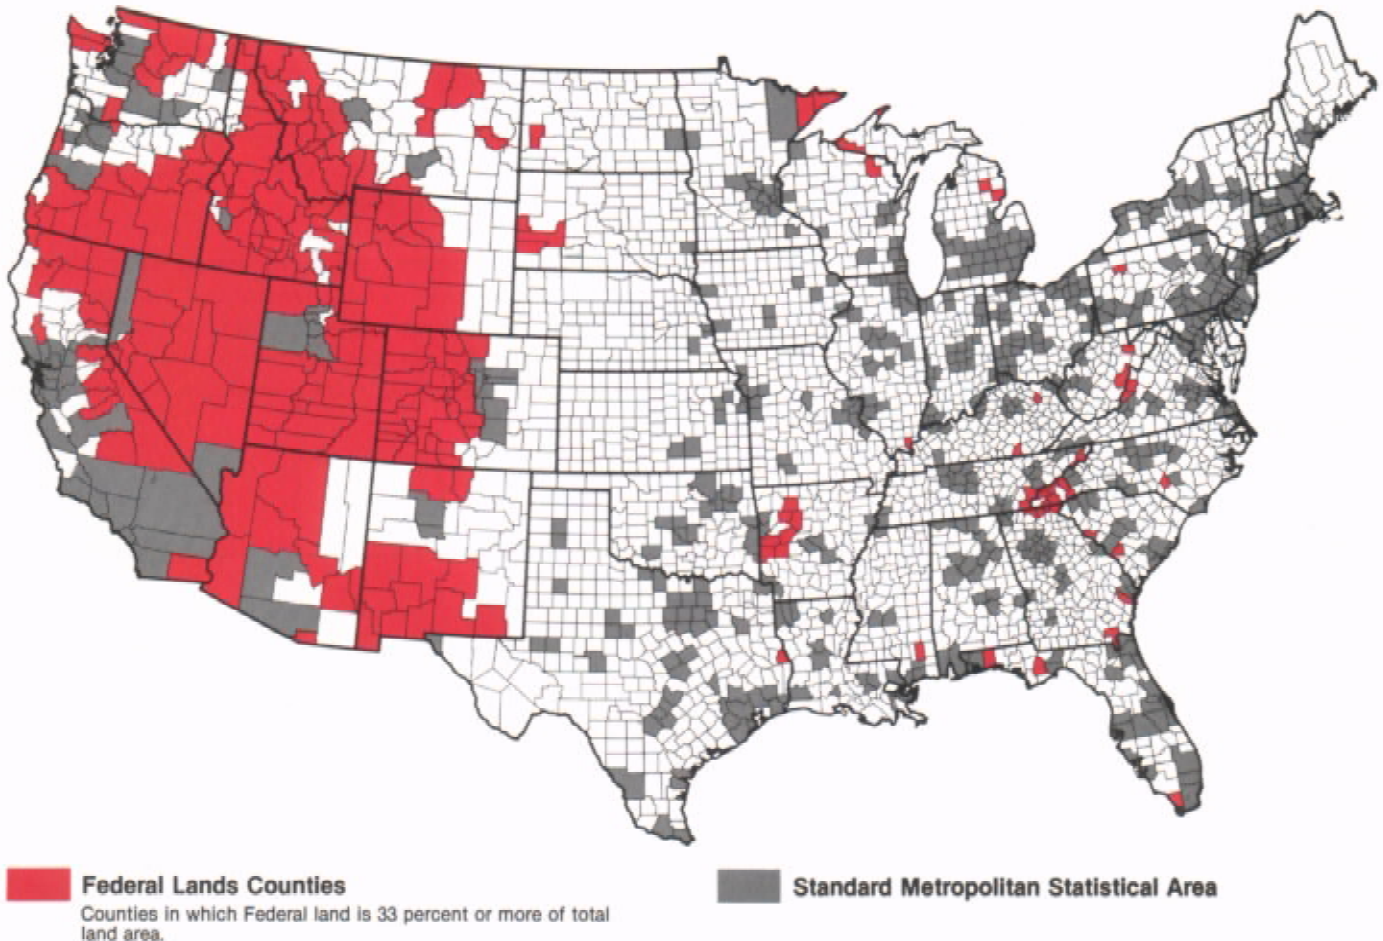 Federal Lands Counties
Counties in which Federal land is 33 percent or more of total
land area.
Standard Metropolitan Statistical Area